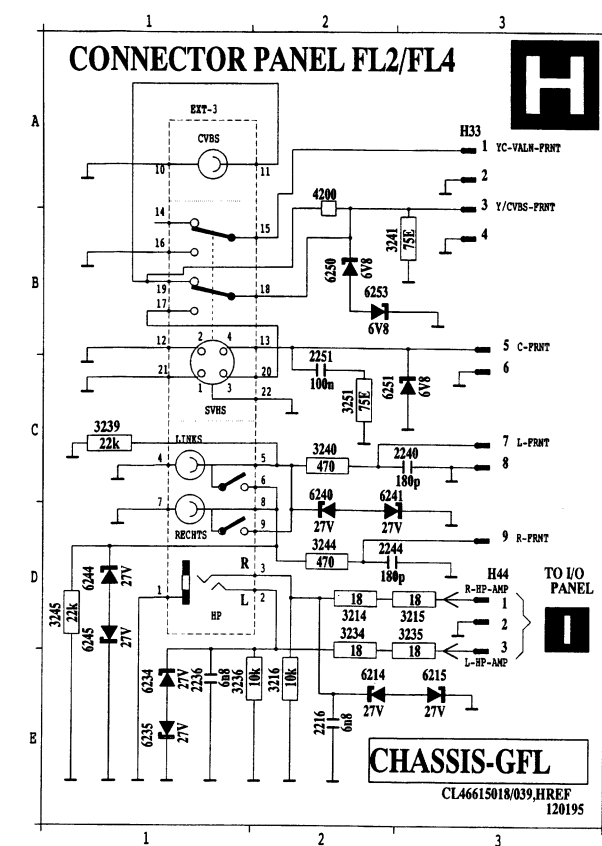 1 2 3
CONNECTOR PANEL FL2/FL4
H
A
EXT-3
CVBS
10 11
H33
1 YC-VALN-FRNT
2
4200
3 Y/CVBS-FRNT
14
15
16
3241
75E
4
B
6250
6V8
6253
6V8
19
18
17
12
2 4
13
5 C-FRNT
2251
100n
6
21
1 3
20
6251
6V8
3251
75E
22
SVHS
C
3239
22k
LINKS
4 5
6
3240
470
2240
180p
7 L-FRNT
8
7 8
9
RECHTS
6240
27V
6241
27V
3244
470
2244
180p
9 R-FRNT
D
6244
27V
R
3
L
2
1
HP
3245
22k
6245
27V
18
3214
18
3215
H44
R-HP-AMP
1
2
3
L-HP-AMP
TO I/O
PANEL
I
3234
18
3235
18
6234
27V
2236
6n8
3236
10k
3216
10k
6214
27V
6215
27V
2216
6n8
6235
27V
E
CHASSIS-GFL
CL46615018/039,HREF
120195
1 2 3